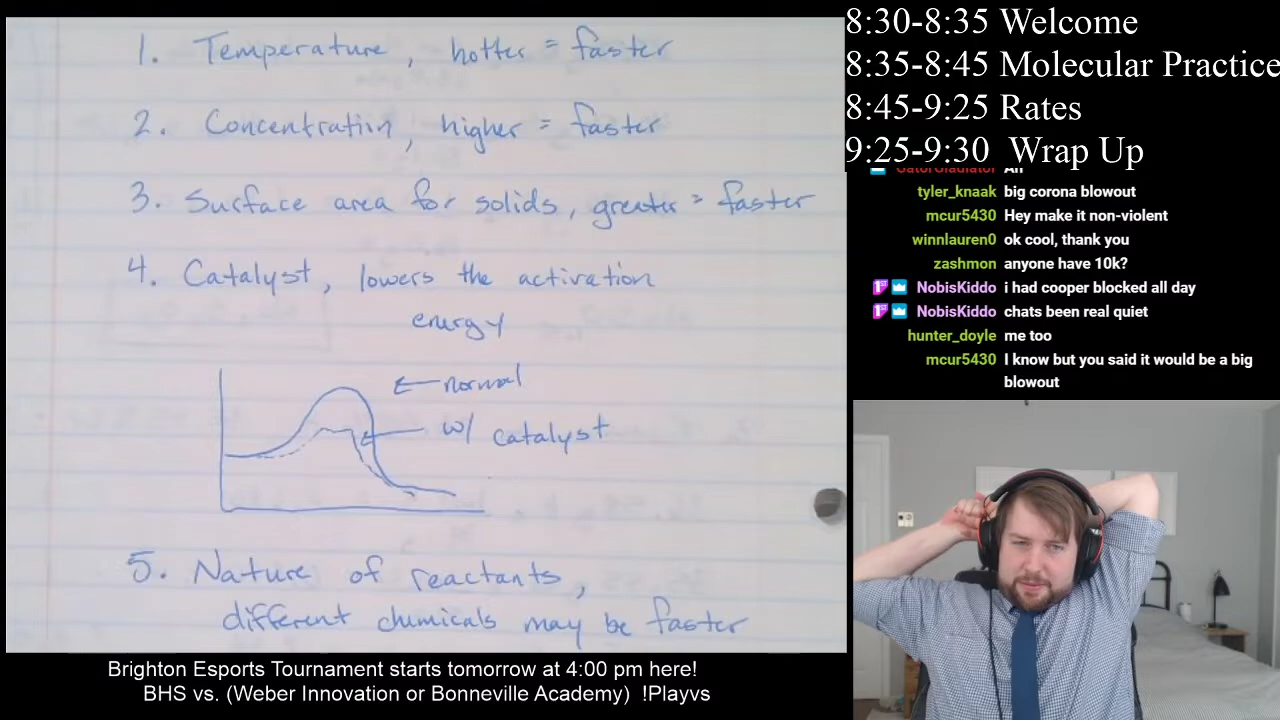 1. Temperature, hotter = faster
2. Concentration, higher = faster
3. Surface area for solids, greater = faster
4. Catalyst, lowers the activation
energy
normal
w/ catalyst
5. Nature of reactants,
different chemicals may be faster
8:30-8:35 Welcome
8:35-8:45 Molecular Practice
8:45-9:25 Rates
9:25-9:30 Wrap Up
tyler_knaak big corona blowout
mcur5430 Hey make it non-violent
winnlauren0 ok cool, thank you
zashmon anyone have 10k?
NobisKiddo i had cooper blocked all day
NobisKiddo chats been real quiet
hunter_doyle me too
mcur5430 I know but you said it would be a big
blowout
Brighton Esports Tournament starts tomorrow at 4:00 pm here!
BHS vs. (Weber Innovation or Bonneville Academy) !Playvs